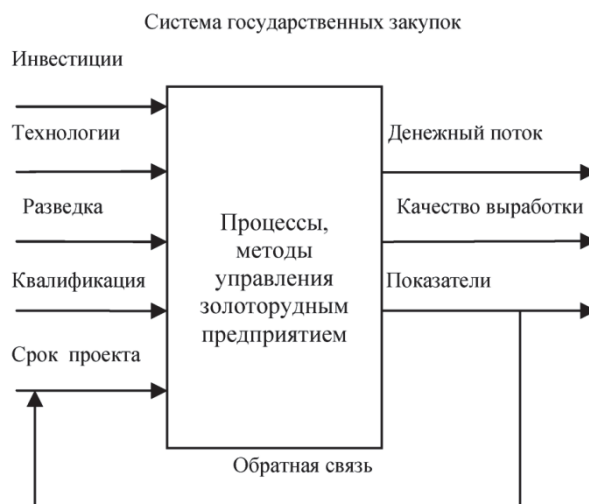 Система государственных закупок
Инвестиции
Технологии
Разведка
Квалификация
Срок проекта
Процессы,
методы
управления
золоторудным
предприятием
Денежный поток
Качество выработки
Показатели
Обратная связь